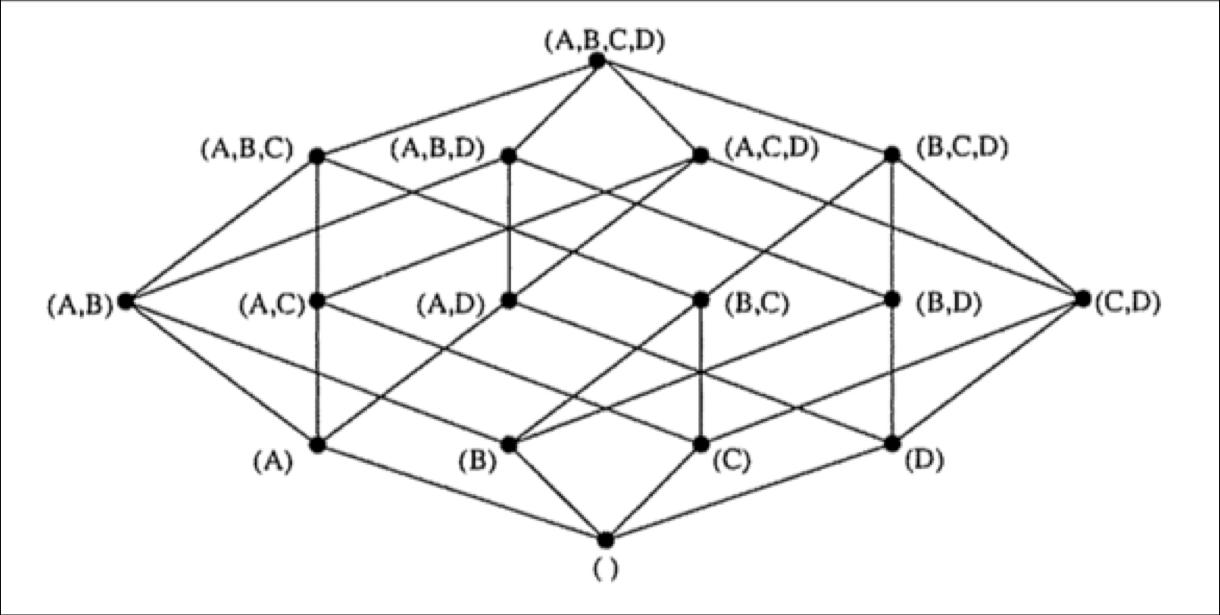 (A,B,C,D)
(A,B,C) (A,B,D) (A,C,D) (B,C,D)
(A,B) (A,C) (A,D) (B,C) (B,D) (C,D)
(A) (B) (C) (D)
( )